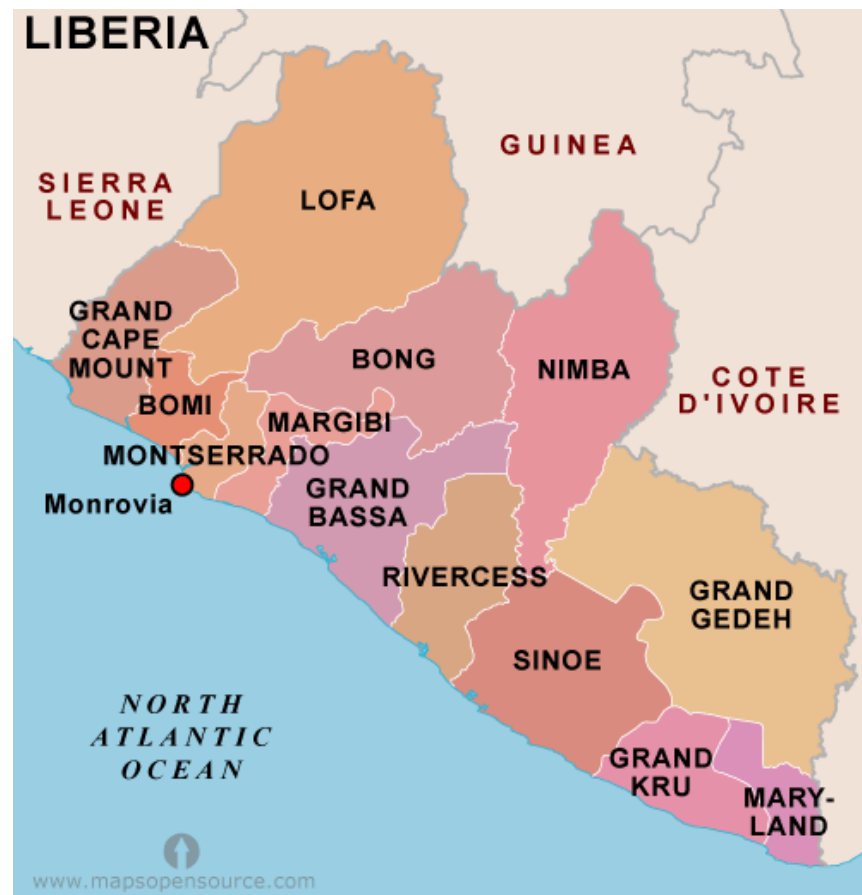 LIBERIA
GUINEA
SIERRA
LEONE
LOFA
GRAND
CAPE
MOUNT
BONG
NIMBA
COTE
D'IVOIRE
BOMI
MARGIBI
MONTSERRADO
Monrovia
GRAND
BASSA
RIVERCESS
GRAND
GEDEH
SINOE
NORTH
ATLANTIC
OCEAN
GRAND
KRU
MARY-
LAND
www.mapsopensource.com